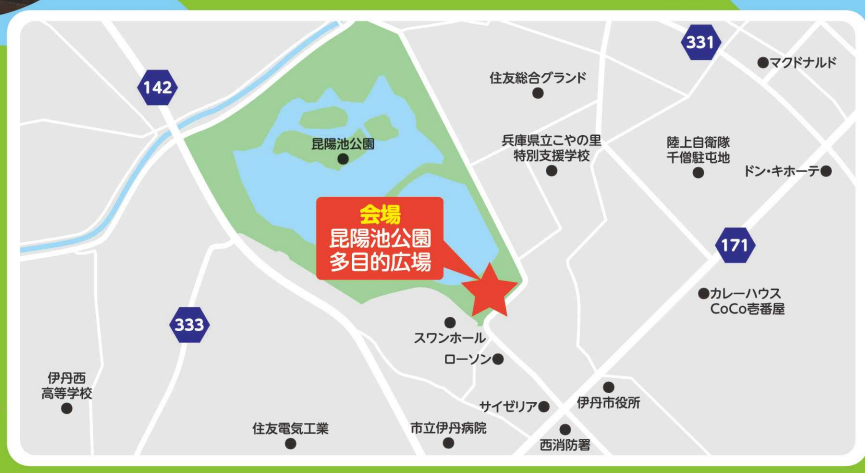 331
マクドナルド
142
住友総合グランド
昆陽池公園
兵庫県立こやの里
特別支援学校
陸上自衛隊
千僧駐屯地
ドン・キホーテ
会場
昆陽池公園
多目的広場
171
カレーハウス
CoCo壱番屋
333
スワンホール
ローソン
伊丹西
高等学校
サイゼリア
伊丹市役所
住友電気工業
市立伊丹病院
西消防署